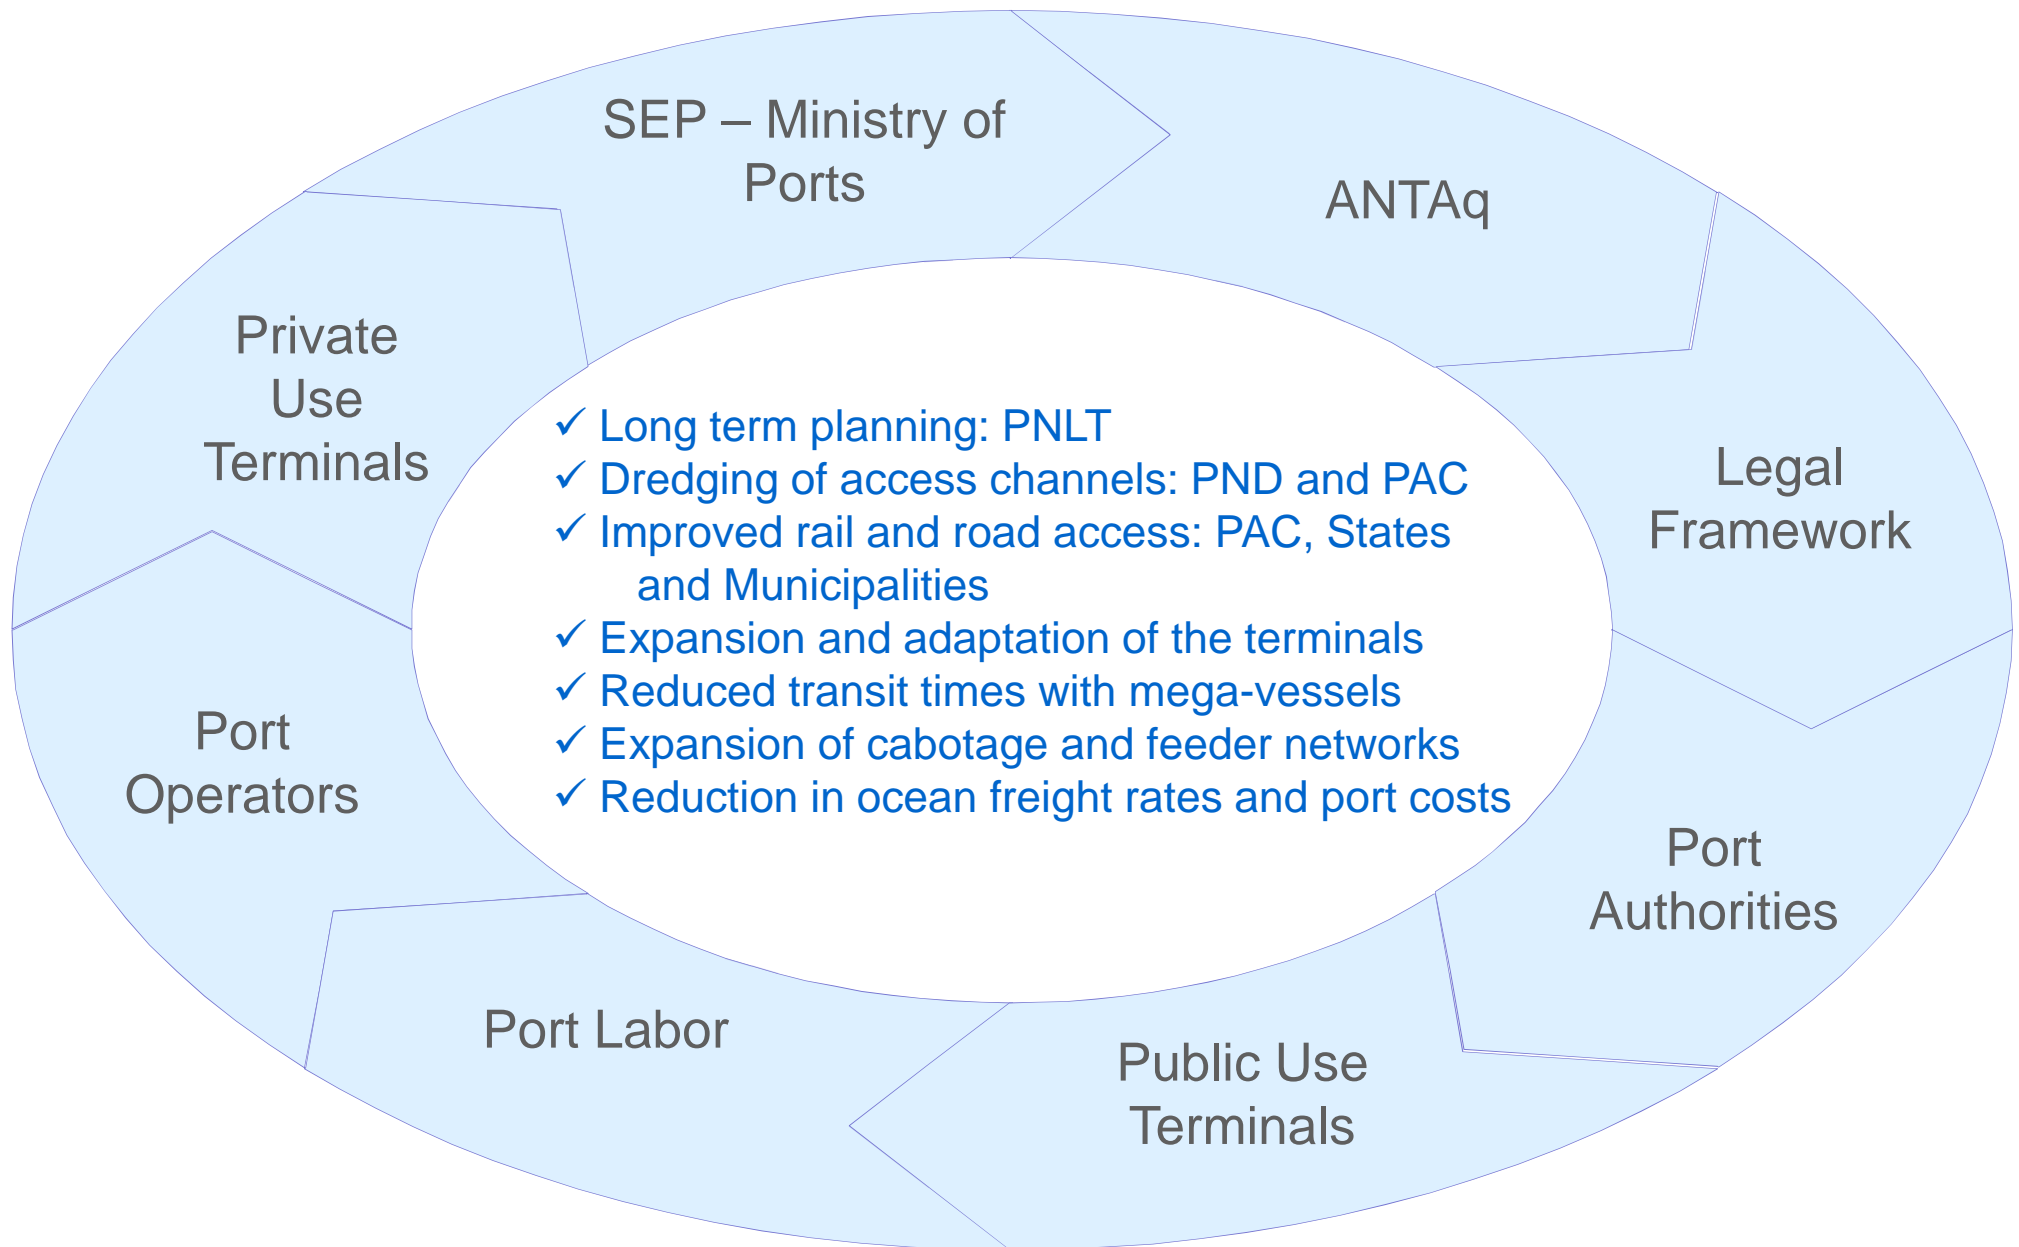 SEP – Ministry of
Ports
ANTAq
Private
Use
Terminals
Legal
Framework
✓ Long term planning: PNLT
✓ Dredging of access channels: PND and PAC
✓ Improved rail and road access: PAC, States
and Municipalities
✓ Expansion and adaptation of the terminals
✓ Reduced transit times with mega-vessels
✓ Expansion of cabotage and feeder networks
✓ Reduction in ocean freight rates and port costs
Port
Operators
Port
Authorities
Port Labor
Public Use
Terminals